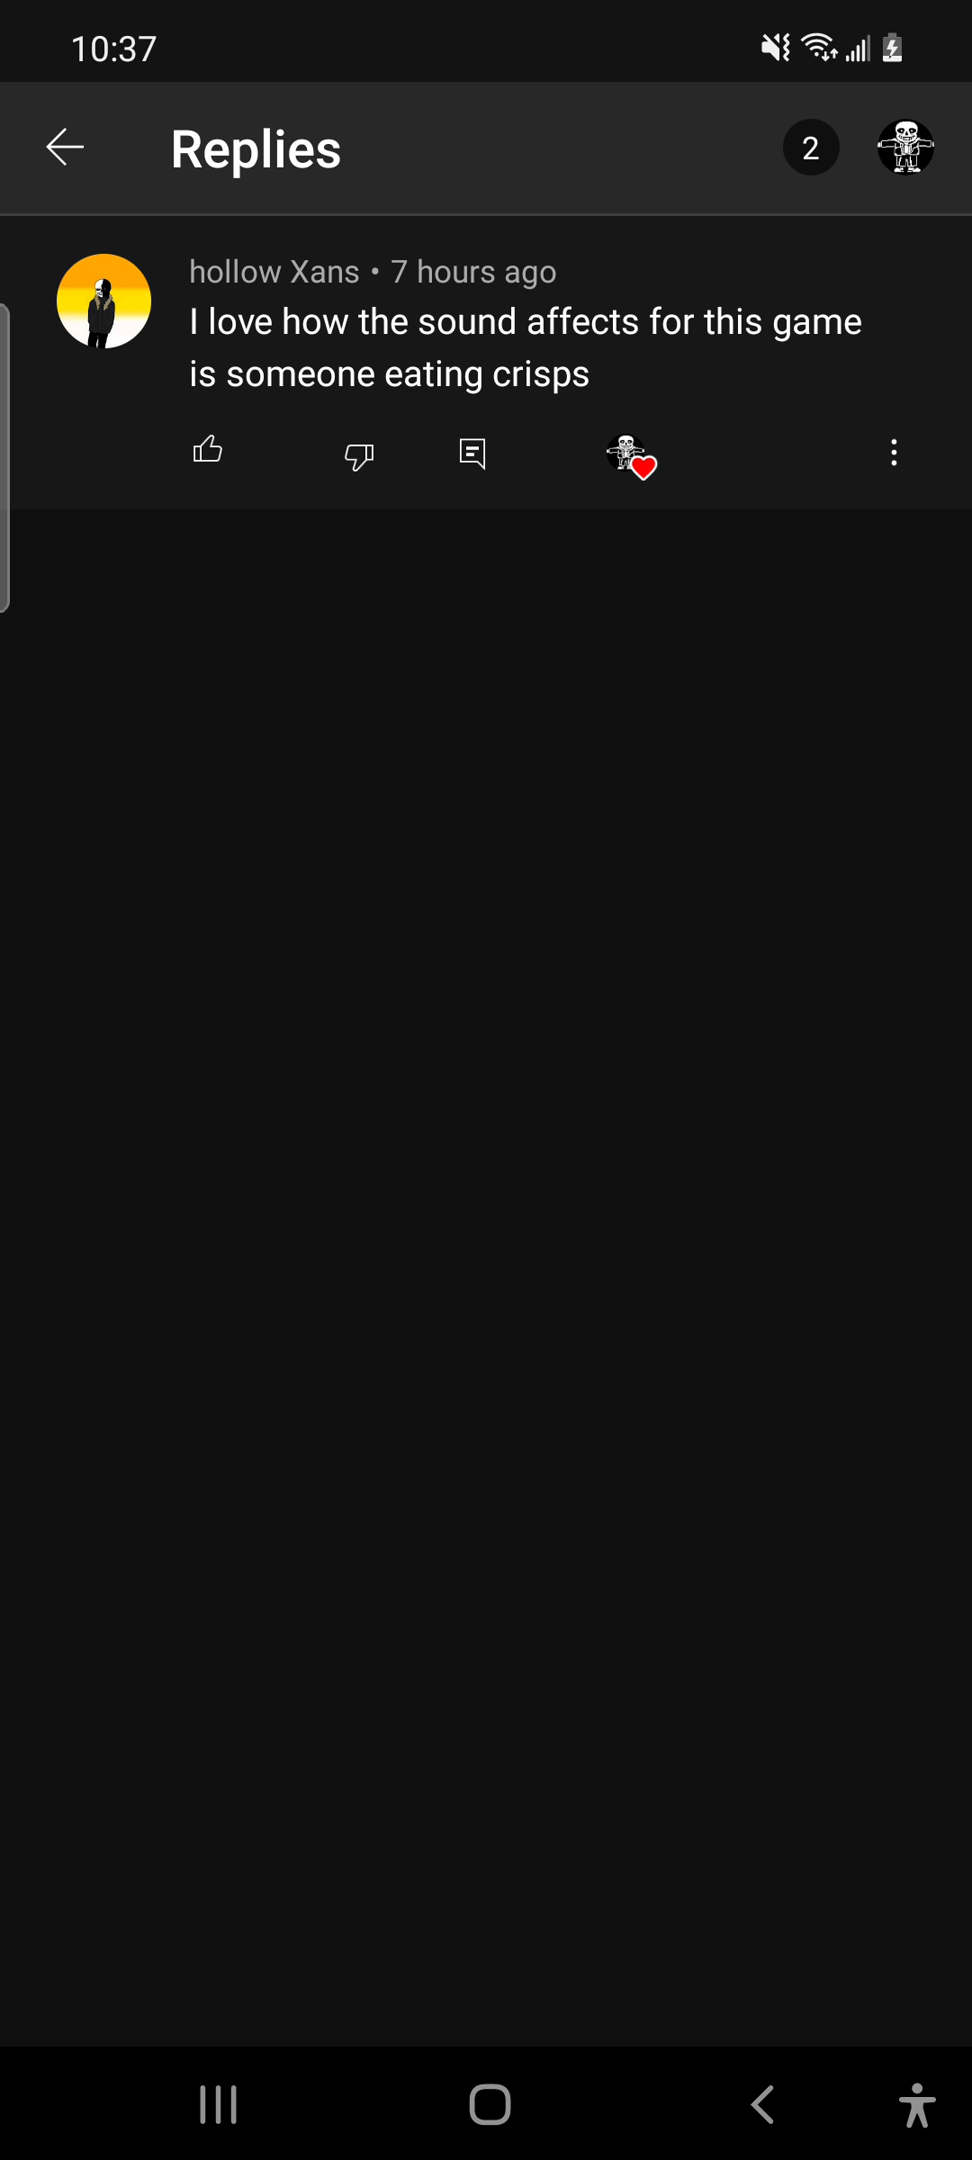 10:37
Replies
2
hollow Xans • 7 hours ago
I love how the sound affects for this game
is someone eating crisps